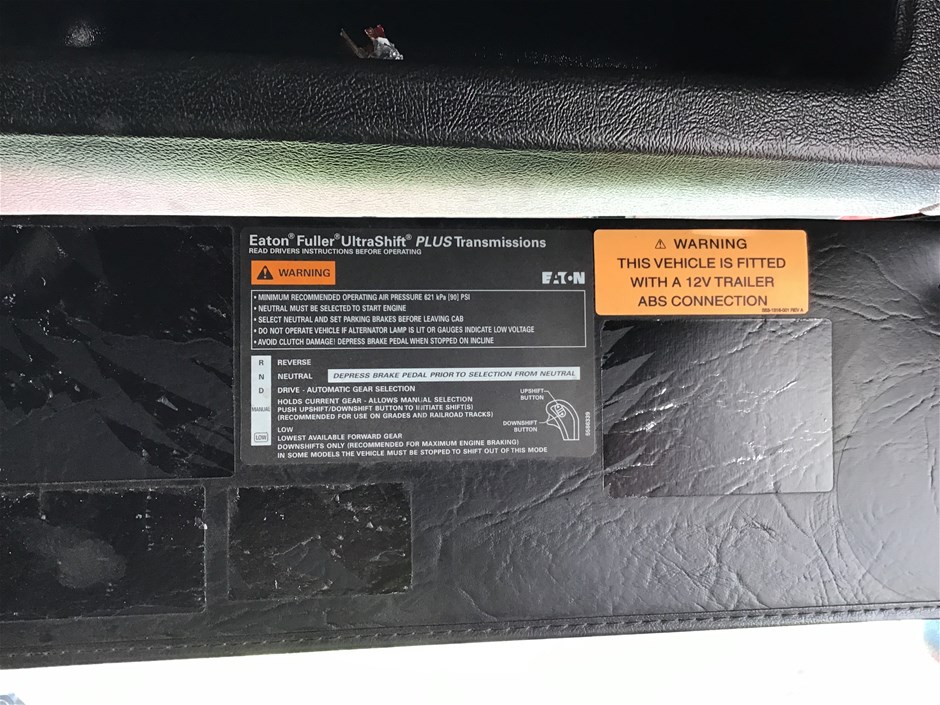 Eaton® Fuller® UltraShift® PLUS Transmissions
READ DRIVERS INSTRUCTIONS BEFORE OPERATING
⚠ WARNING
EATON
• MINIMUM RECOMMENDED OPERATING AIR PRESSURE 621 kPa [90] PSI
• NEUTRAL MUST BE SELECTED TO START ENGINE
• SELECT NEUTRAL AND SET PARKING BRAKES BEFORE LEAVING CAB
• DO NOT OPERATE VEHICLE IF ALTERNATOR LAMP IS LIT OR GAUGES INDICATE LOW VOLTAGE
• AVOID CLUTCH DAMAGE! DEPRESS BRAKE PEDAL WHEN STOPPED ON INCLINE
R REVERSE
N NEUTRAL DEPRESS BRAKE PEDAL PRIOR TO SELECTION FROM NEUTRAL
D DRIVE - AUTOMATIC GEAR SELECTION
MANUAL HOLDS CURRENT GEAR - ALLOWS MANUAL SELECTION
PUSH UPSHIFT/DOWNSHIFT BUTTON TO INITIATE SHIFT(S)
(RECOMMENDED FOR USE ON GRADES AND RAILROAD TRACKS)
LOW LOW
LOWEST AVAILABLE FORWARD GEAR
DOWNSHIFTS ONLY (RECOMMENDED FOR MAXIMUM ENGINE BRAKING)
IN SOME MODELS THE VEHICLE MUST BE STOPPED TO SHIFT OUT OF THIS MODE
UPSHIFT
BUTTON
DOWNSHIFT
BUTTON
⚠ WARNING
THIS VEHICLE IS FITTED
WITH A 12V TRAILER
ABS CONNECTION